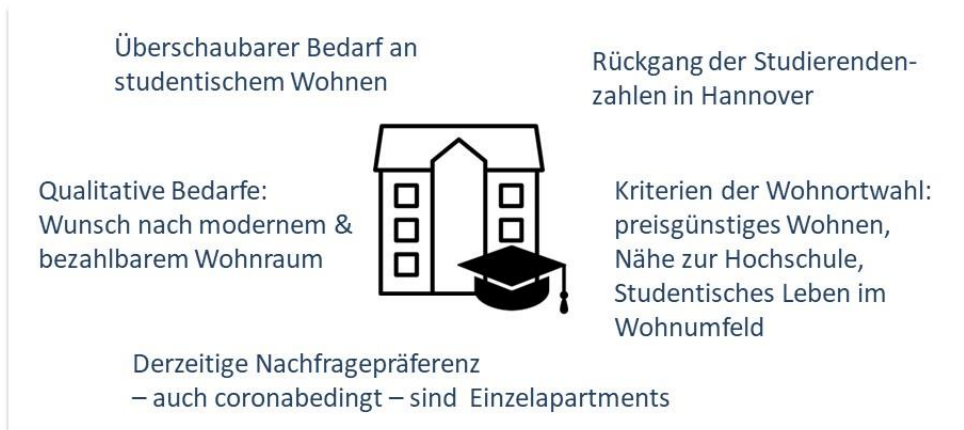 Überschaubarer Bedarf an
studentischem Wohnen
Rückgang der Studierenden-
zahlen in Hannover
Qualitative Bedarfe:
Wunsch nach modernem &
bezahlbarem Wohnraum
Kriterien der Wohnortwahl:
preisgünstiges Wohnen,
Nähe zur Hochschule,
Studentisches Leben im
Wohnumfeld
Derzeitige Nachfragepräferenz
– auch coronabedingt – sind Einzelapartments